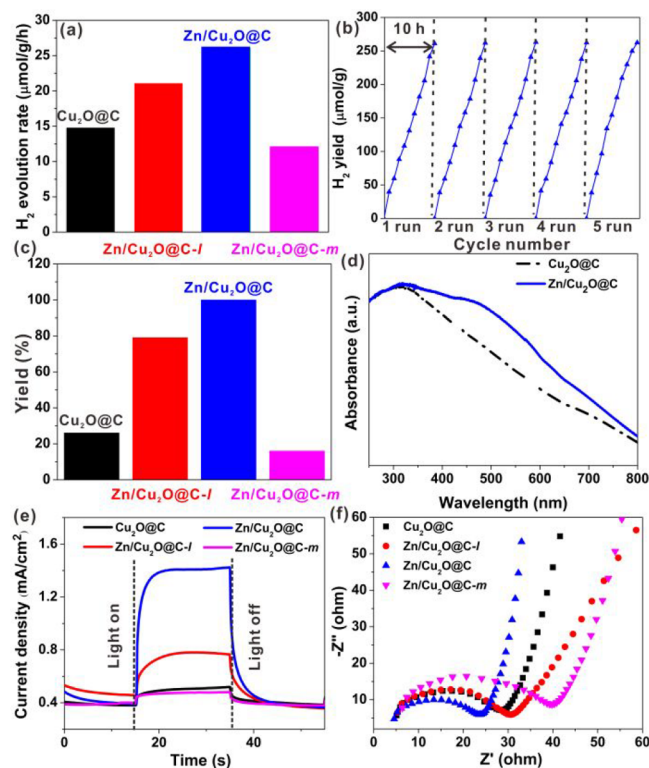 (a)
H₂ evolution rate (μmol/g/h)
30
25
20
15
10
5
0
Cu₂O@C
Zn/Cu₂O@C
Zn/Cu₂O@C-l
Zn/Cu₂O@C-m
(b)
H₂ yield (μmol/g)
300
250
200
150
100
50
0
10 h
1 run 2 run 3 run 4 run 5 run
Cycle number
(c)
Yield (%)
120
100
80
60
40
20
0
Cu₂O@C
Zn/Cu₂O@C
Zn/Cu₂O@C-l
Zn/Cu₂O@C-m
(d)
Cu₂O@C
Zn/Cu₂O@C
Absorbance (a.u.)
300 400 500 600 700 800
Wavelength (nm)
(e)
Cu₂O@C
Zn/Cu₂O@C
Zn/Cu₂O@C-l
Zn/Cu₂O@C-m
Current density (mA/cm²)
1.6
1.2
0.8
0.4
Light on
Light off
0 20 40
Time (s)
(f)
Cu₂O@C
Zn/Cu₂O@C-l
Zn/Cu₂O@C
Zn/Cu₂O@C-m
-Z'' (ohm)
60
50
40
30
20
10
0 10 20 30 40 50 60
Z' (ohm)